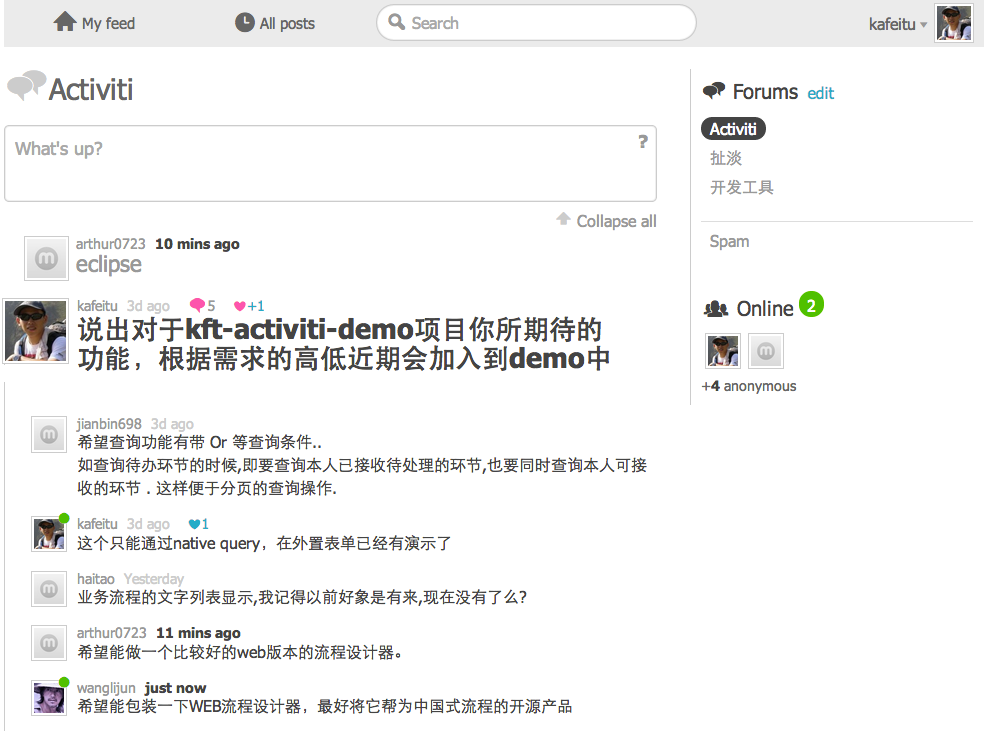 My feed
All posts
Search
kafeitu
Activiti
What's up?
?
Collapse all
arthur0723 10 mins ago
eclipse
kafeitu 3d ago 5 +1
说出对于kft-activiti-demo项目你所期待的
功能，根据需求的高低近期会加入到demo中
jianbin698 3d ago
希望查询功能有带 Or 等查询条件..
如查询待办环节的时候,即要查询本人已接收待处理的环节,也要同时查询本人可接
收的环节 . 这样便于分页的查询操作.
kafeitu 3d ago 1
这个只能通过native query，在外置表单已经有演示了
haitao Yesterday
业务流程的文字列表显示,我记得以前好象是有来,现在没有了么?
arthur0723 11 mins ago
希望能做一个比较好的web版本的流程设计器。
wanglijun just now
希望能包装一下WEB流程设计器，最好将它帮为中国式流程的开源产品
Forums edit
Activiti
扯淡
开发工具
Spam
Online 2
+4 anonymous